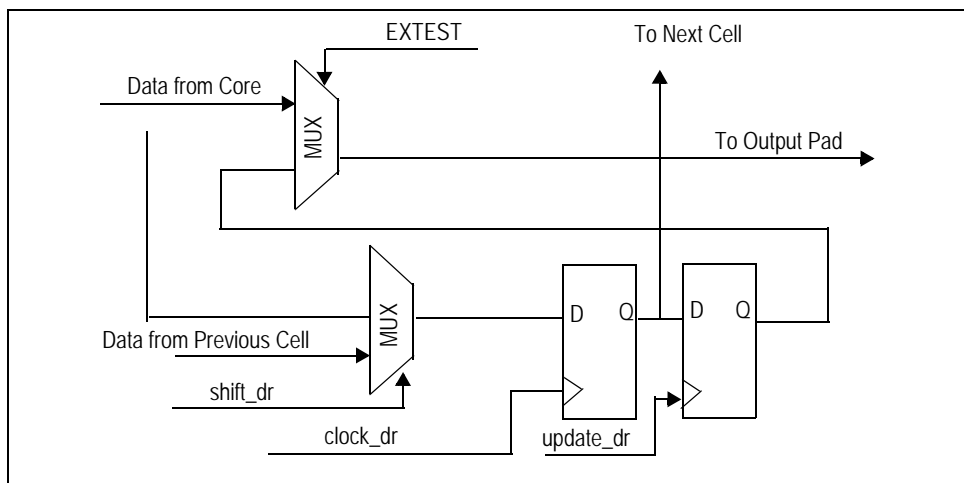 EXTEST
To Next Cell
Data from Core
MUX
To Output Pad
MUX
D Q
D Q
Data from Previous Cell
shift_dr
clock_dr
update_dr